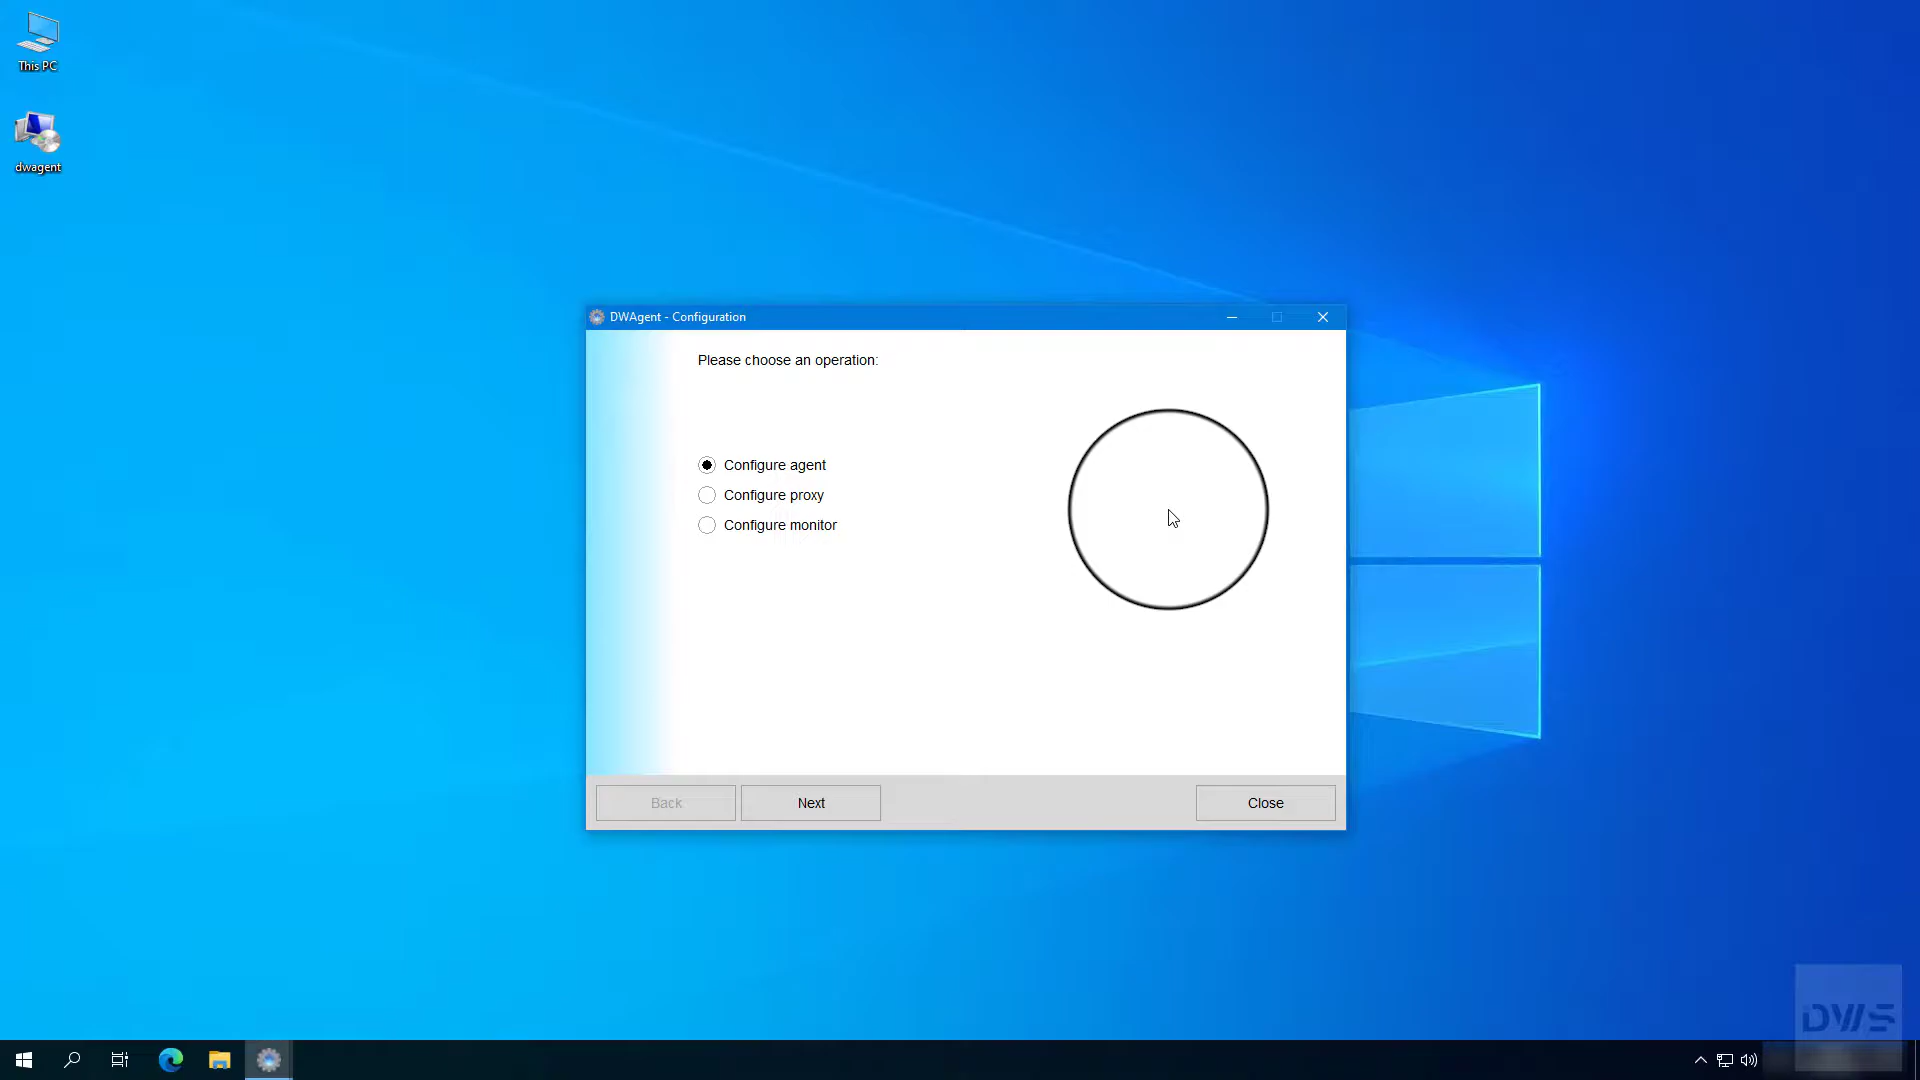 This PC
dwagent
DWAgent - Configuration
Please choose an operation:
Configure agent
Configure proxy
Configure monitor
Back
Next
Close
DWS